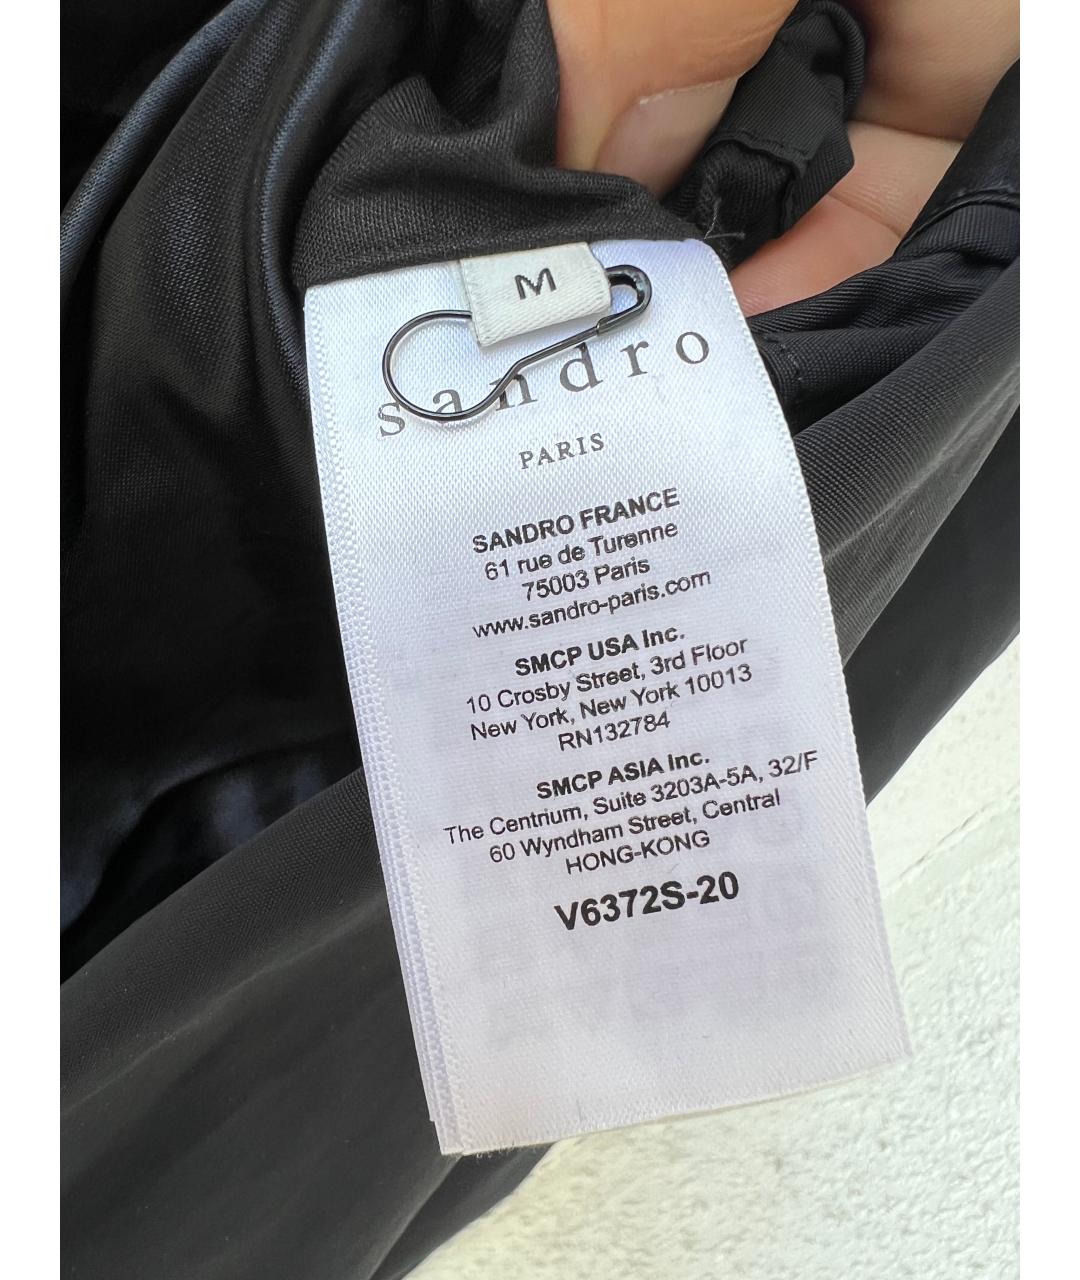 M
sandro
PARIS
SANDRO FRANCE
61 rue de Turenne
75003 Paris
www.sandro-paris.com
SMCP USA Inc.
10 Crosby Street, 3rd Floor
New York, New York 10013
RN132784
SMCP ASIA Inc.
The Centrium, Suite 3203A-5A, 32/F
60 Wyndham Street, Central
HONG-KONG
V6372S-20